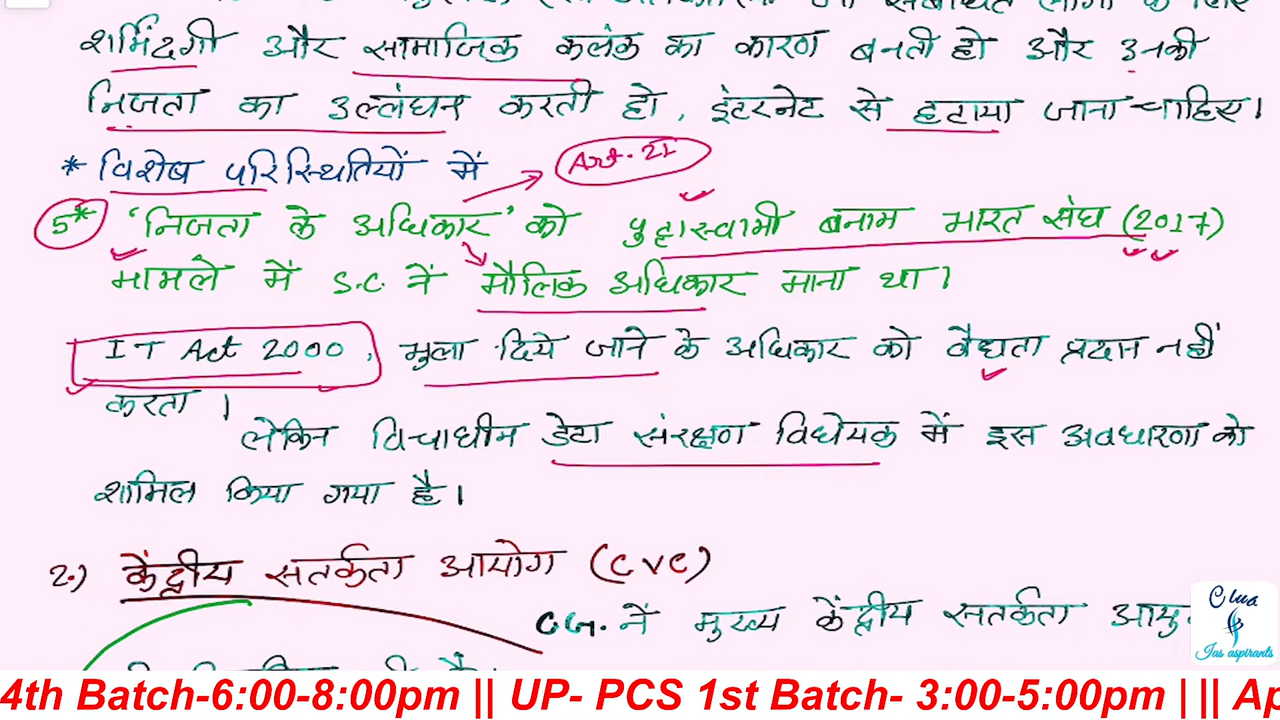 शर्मिंदगी और सामाजिक कलंक का कारण बनती हो और उनकी
निजता का उल्लंघन करती हो, इंटरनेट से हटाया जाना चाहिए।
* विशेष परिस्थितियों में
Art. 21
5* 'निजता के अधिकार' को पुट्टास्वामी बनाम भारत संघ (2017)
मामले में S.C. नें मौलिक अधिकार माना था।
IT Act 2000, भुला दिये जाने के अधिकार को वैधता प्रदान नहीं
करता।
लेकिन विचाधीन डेटा संरक्षण विधेयक में इस अवधारणा को
शामिल किया गया है।
2.) केंद्रीय सतर्कता आयोग (CVC)
CG. नें मुख्य केंद्रीय सतर्कता
Clua
Ias aspirants
4th Batch-6:00-8:00pm || UP- PCS 1st Batch- 3:00-5:00pm | || Ap